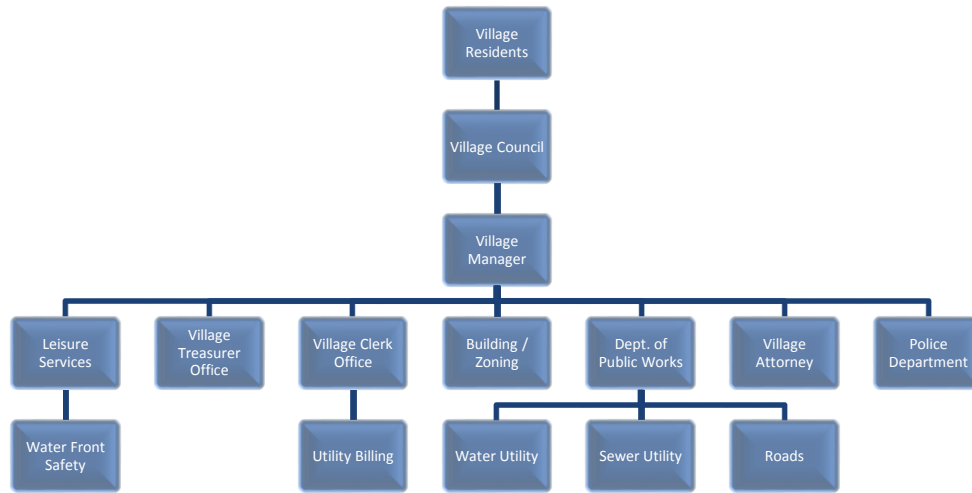 Village
Residents
Village Council
Village
Manager
Leisure
Services
Village
Treasurer
Office
Village Clerk
Office
Building /
Zoning
Dept. of
Public Works
Village
Attorney
Police
Department
Water Front
Safety
Utility Billing
Water Utility
Sewer Utility
Roads